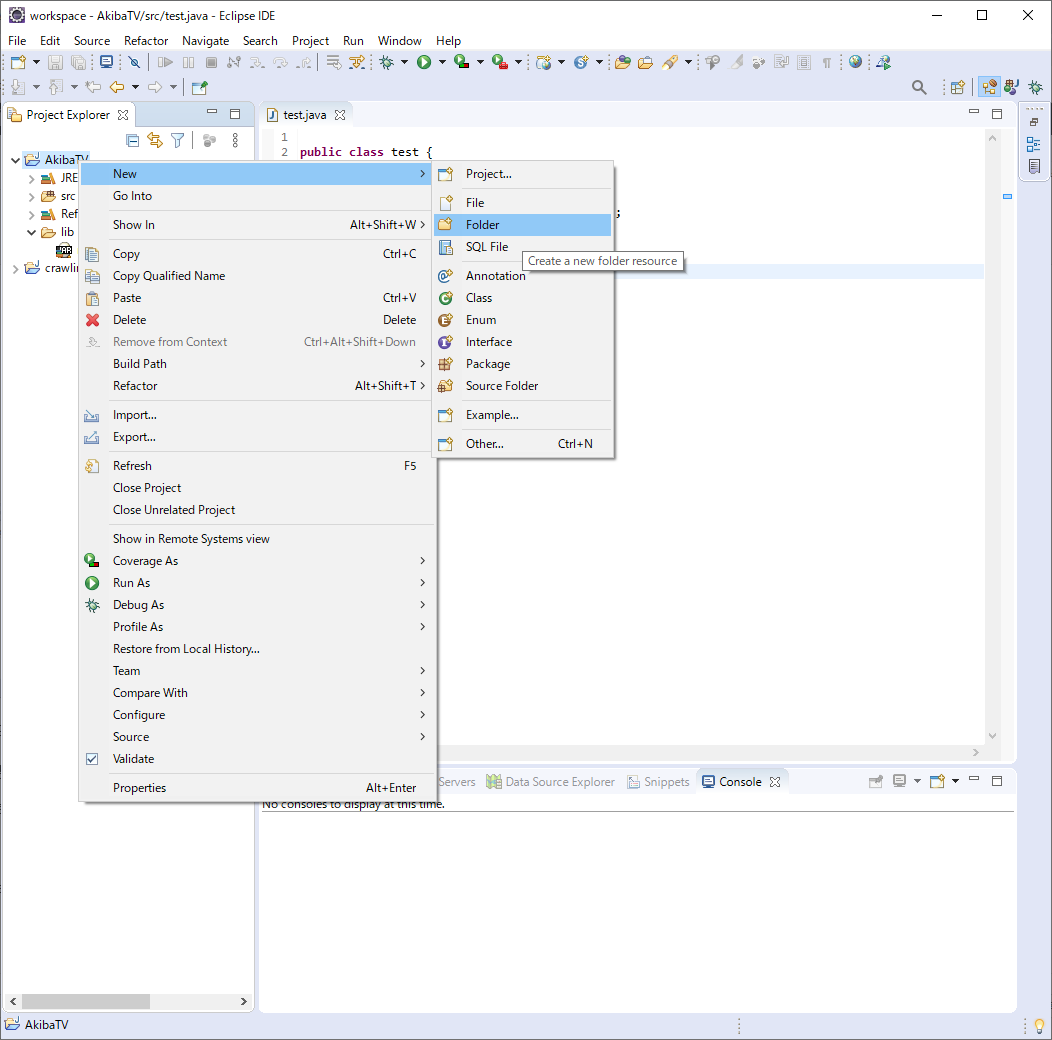 workspace - AkibaTV/src/test.java - Eclipse IDE
File Edit Source Refactor Navigate Search Project Run Window Help
Project Explorer
test.java
1
2 public class test {
;
AkibaTV
JRE
src
Ref
lib
JAR
New
Go Into
Show In Alt+Shift+W
Copy Ctrl+C
Copy Qualified Name
Paste Ctrl+V
Delete Delete
Remove from Context Ctrl+Alt+Shift+Down
Build Path
Refactor Alt+Shift+T
Import...
Export...
Refresh F5
Close Project
Close Unrelated Project
Show in Remote Systems view
Coverage As
Run As
Debug As
Profile As
Restore from Local History...
Team
Compare With
Configure
Source
Validate
Properties Alt+Enter
Project...
File
Folder
SQL File
Create a new folder resource
Annotation
Class
Enum
Interface
Package
Source Folder
Example...
Other... Ctrl+N
Servers Data Source Explorer Snippets Console
No consoles to display at this time.
AkibaTV